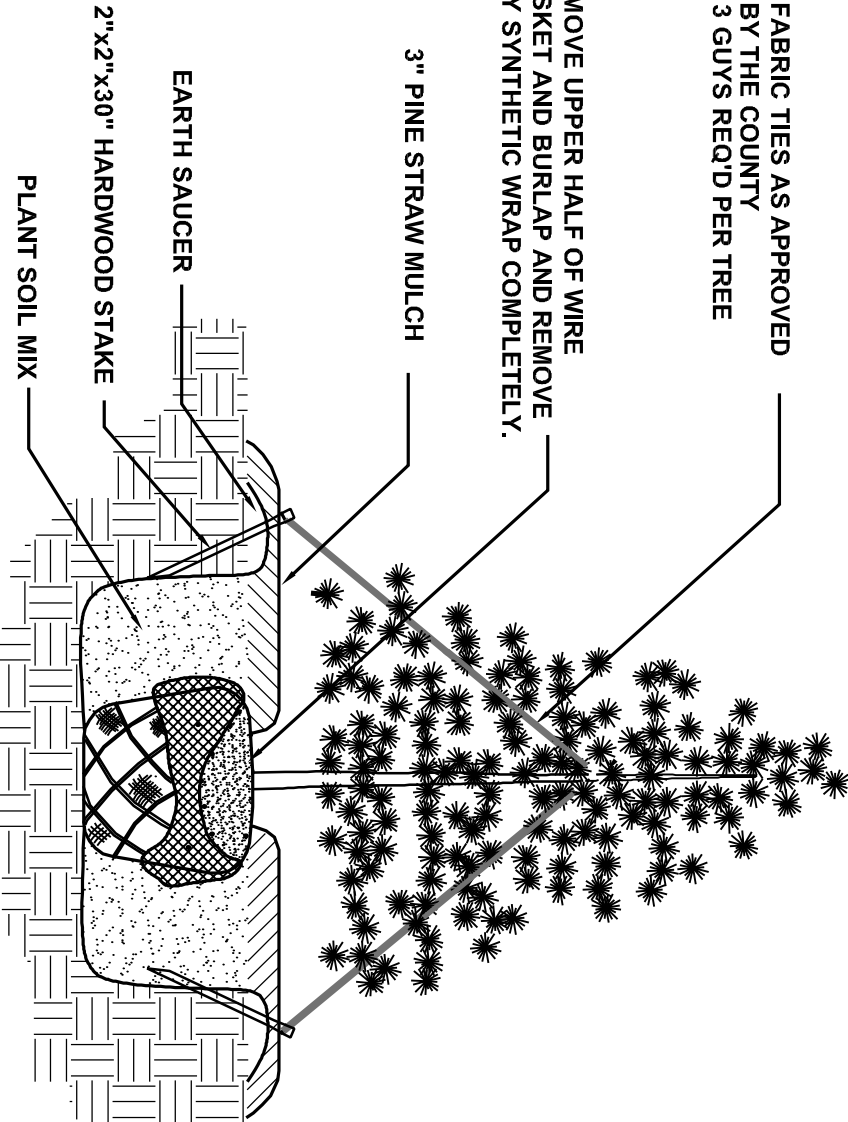 FABRIC TIES AS APPROVED
BY THE COUNTY
3 GUYS REQ'D PER TREE
MOVE UPPER HALF OF WIRE
SKET AND BURLAP AND REMOVE
Y SYNTHETIC WRAP COMPLETELY.
3" PINE STRAW MULCH
EARTH SAUCER
2"x2"x30" HARDWOOD STAKE
PLANT SOIL MIX